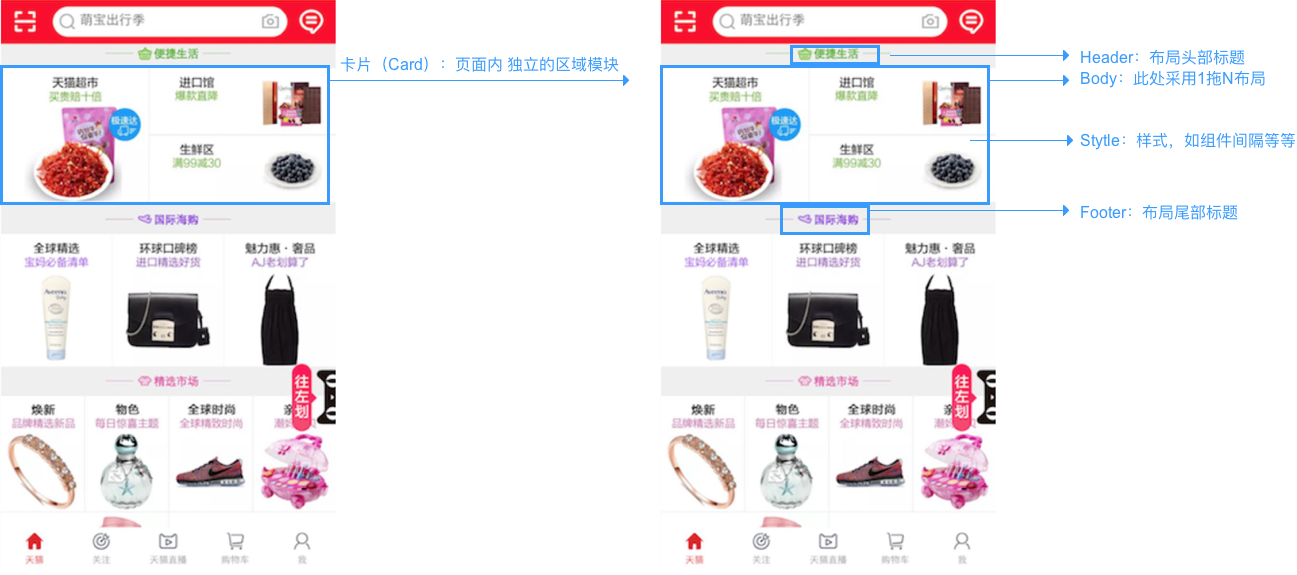 萌宝出行季
便捷生活
卡片（Card）：页面内 独立的区域模块
天猫超市
买贵赔十倍
极速达
进口馆
爆款直降
生鲜区
满99减30
国际海购
全球精选
宝妈必备清单
环球口碑榜
进口精选好货
魅力惠·奢品
AJ老划算了
Aveeno
Baby
精选市场
往左划
焕新
品牌精选新品
物色
每日惊喜主题
全球时尚
全球精致时尚
天猫
关注
天猫直播
购物车
我
萌宝出行季
便捷生活
Header：布局头部标题
Body：此处采用1拖N布局
天猫超市
买贵赔十倍
极速达
进口馆
爆款直降
生鲜区
满99减30
Stytle：样式，如组件间隔等等
国际海购
Footer：布局尾部标题
全球精选
宝妈必备清单
环球口碑榜
进口精选好货
魅力惠·奢品
AJ老划算了
Aveeno
Baby
精选市场
往左划
焕新
品牌精选新品
物色
每日惊喜主题
全球时尚
全球精致时尚
天猫
关注
天猫直播
购物车
我